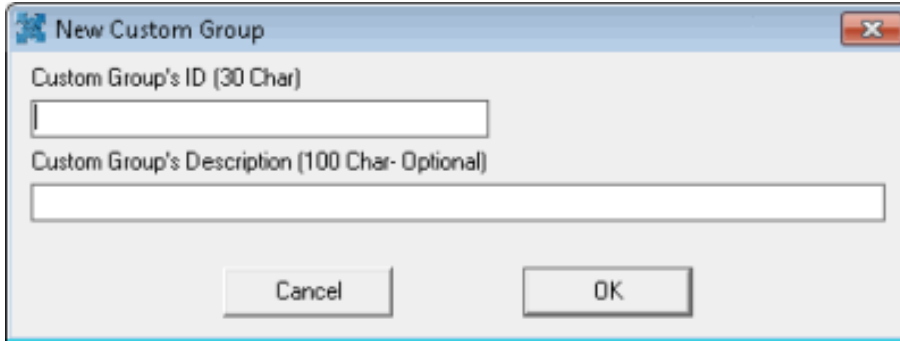 New Custom Group
Custom Group's ID (30 Char)
Custom Group's Description (100 Char- Optional)
Cancel OK